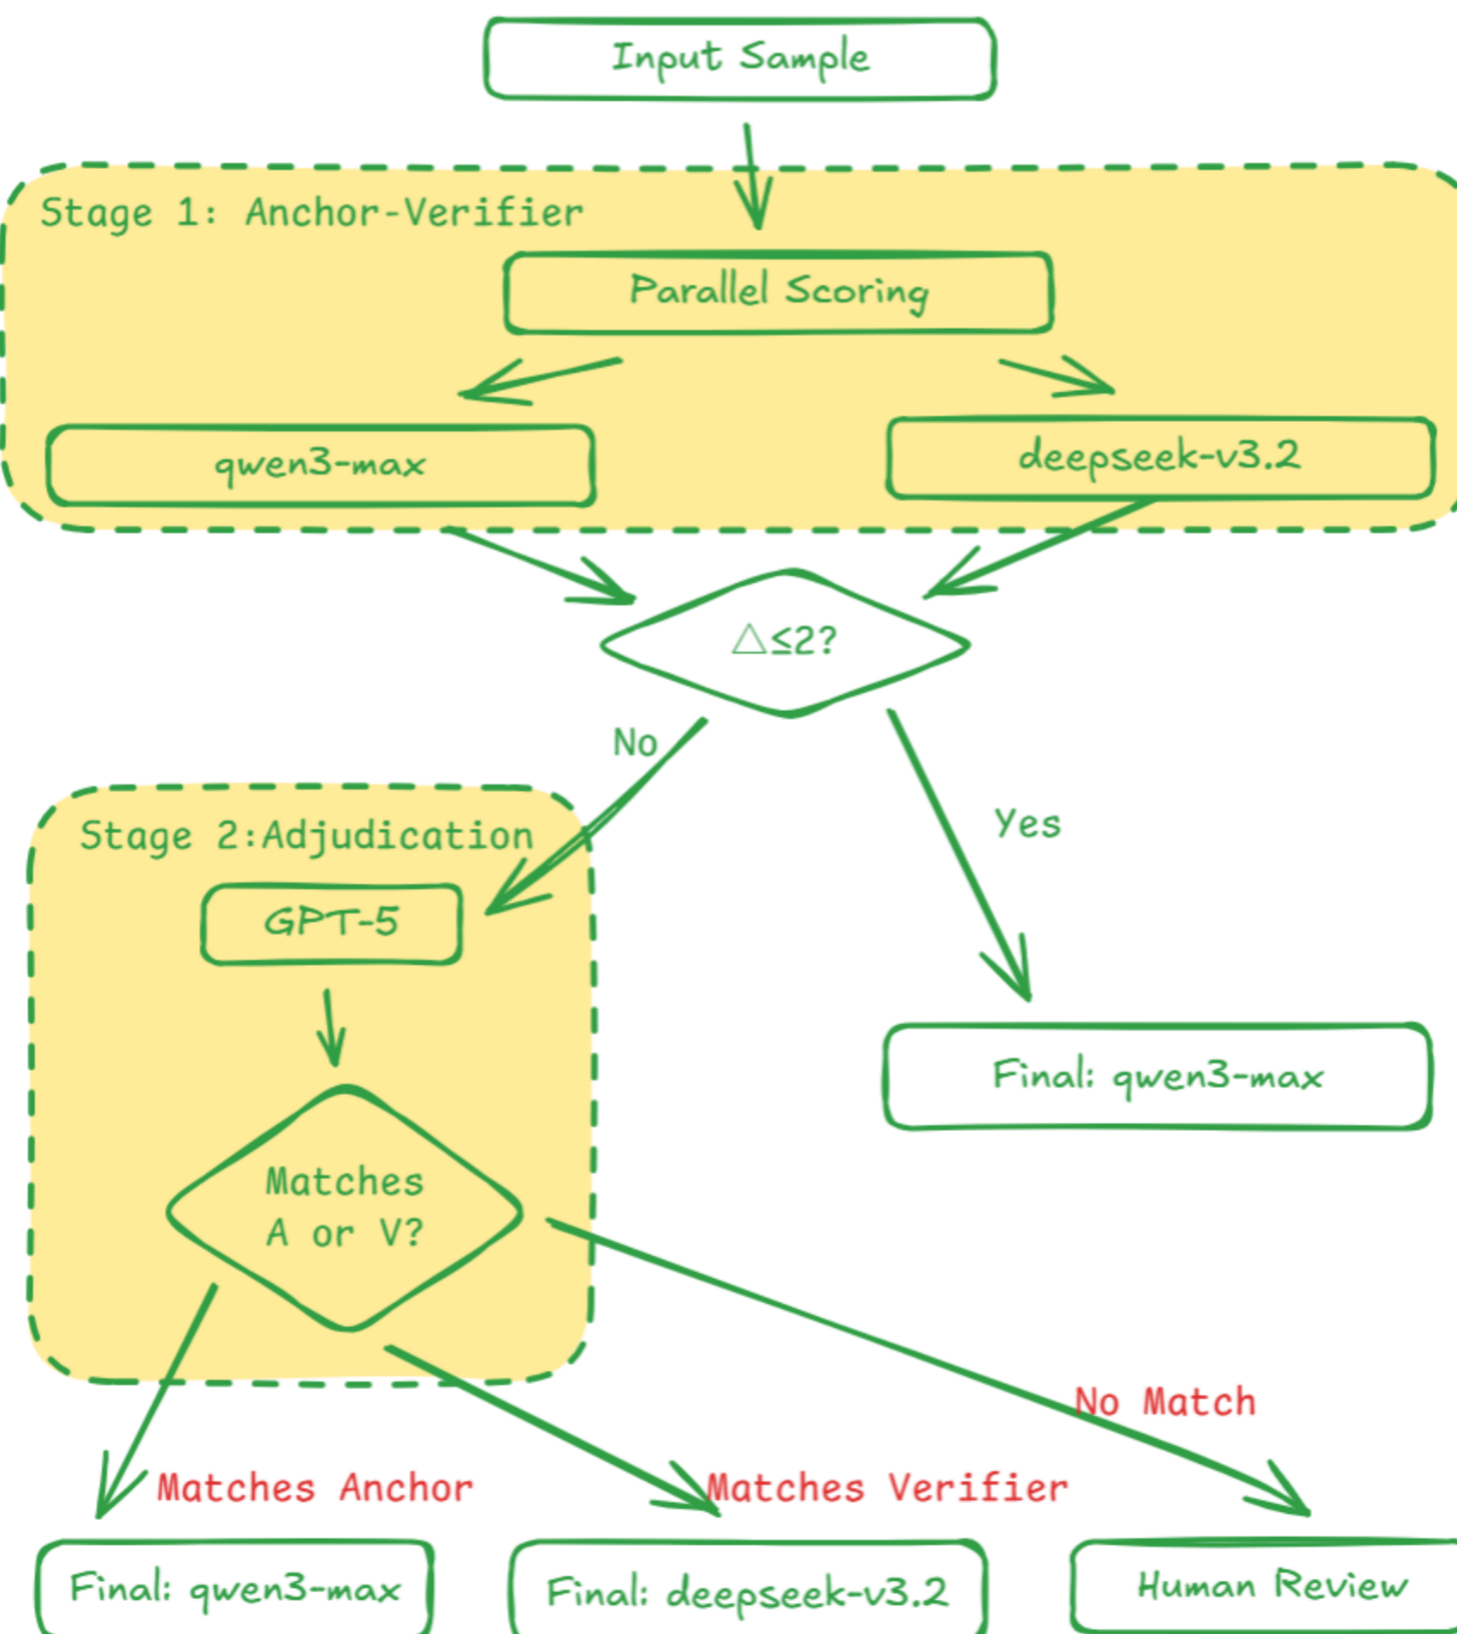 Input Sample
Stage 1: Anchor-Verifier
Parallel Scoring
qwen3-max
deepseek-v3.2
△≤2?
No
Yes
Stage 2:Adjudication
GPT-5
Final: qwen3-max
Matches
A or V?
No Match
Matches Anchor
Matches Verifier
Final: qwen3-max
Final: deepseek-v3.2
Human Review